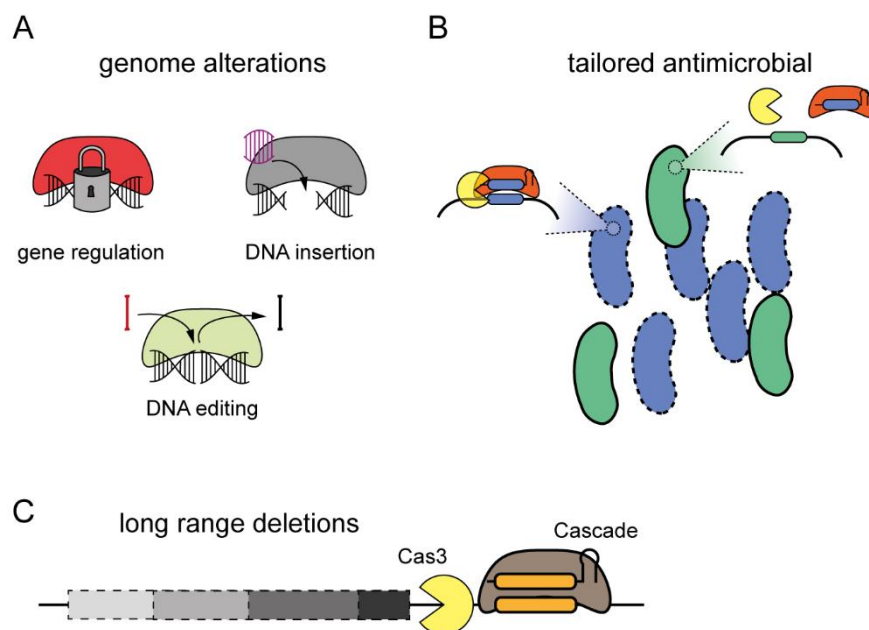 A
genome alterations
gene regulation
DNA insertion
DNA editing
B
tailored antimicrobial
C
long range deletions
Cas3
Cascade